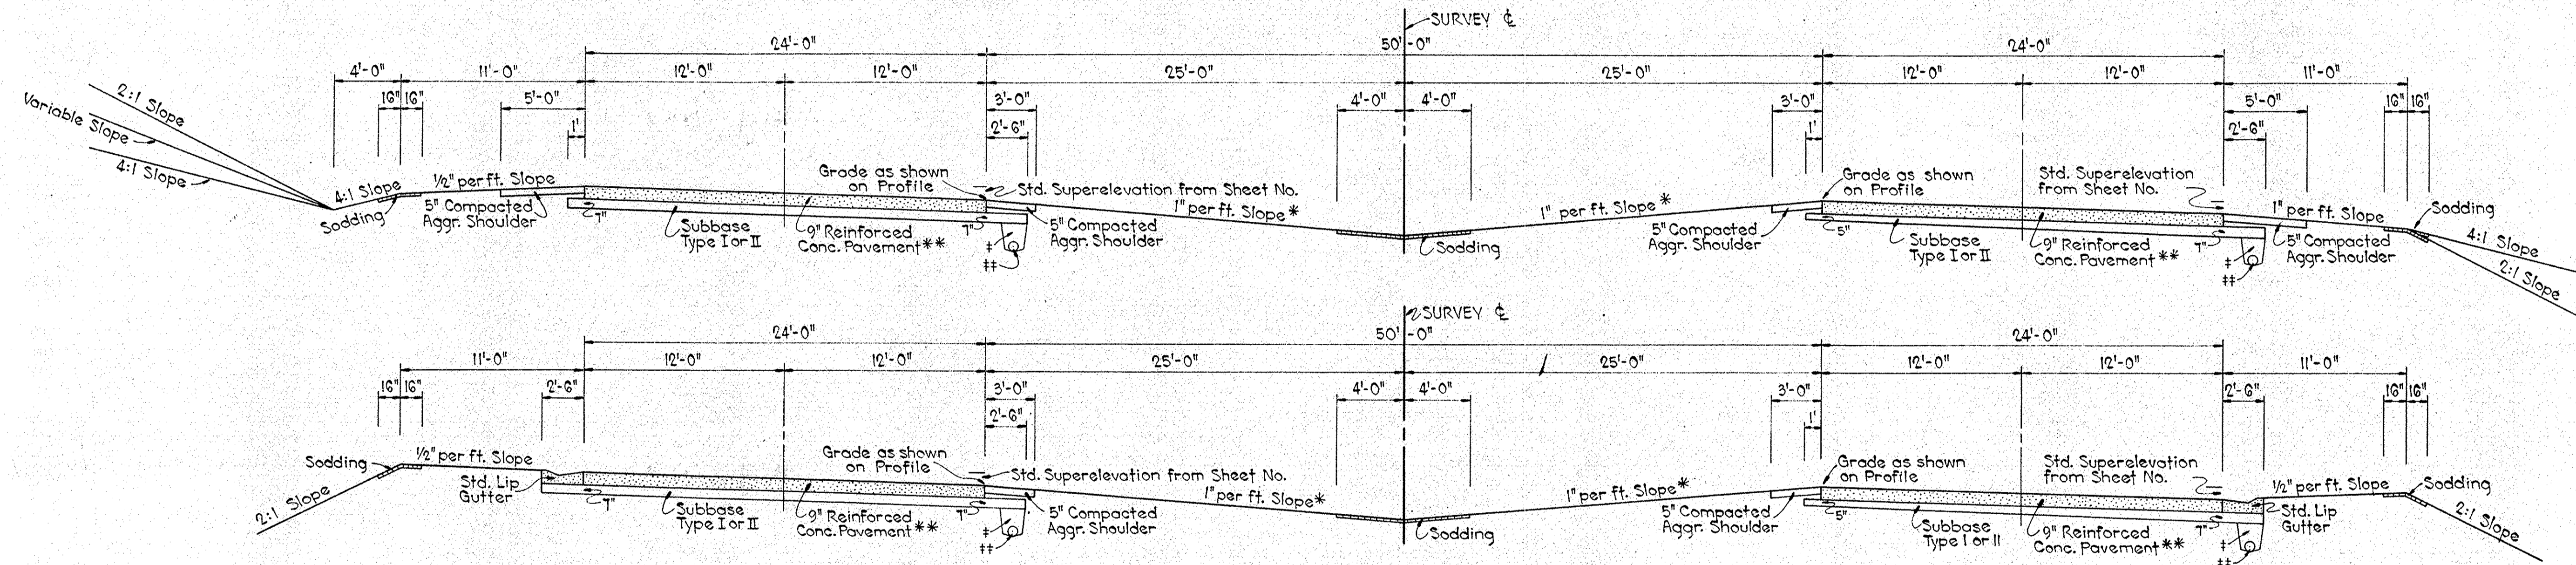 SURVEY ℄
24'-0" 50'-0" 24'-0"
4'-0" 11'-0" 12'-0" 12'-0" 25'-0" 25'-0" 12'-0" 12'-0" 11'-0"
16" 16" 5'-0" 3'-0" 4'-0" 4'-0" 3'-0" 5'-0" 16" 16"
1' 2'-6" 1' 2'-6"
2:1 Slope
Variable Slope
4:1 Slope
4:1 Slope
Sodding
1/2" per ft. Slope
5" Compacted
Aggr. Shoulder
7"
Subbase
Type I or II
Grade as shown
on Profile
9" Reinforced
Conc. Pavement**
7"
‡
‡‡
Std. Superelevation from Sheet No.
1" per ft. Slope*
5" Compacted
Aggr. Shoulder
Sodding
1" per ft. Slope*
5" Compacted
Aggr. Shoulder
Grade as shown
on Profile
5"
Subbase
Type I or II
Std. Superelevation
from Sheet No.
9" Reinforced
Conc. Pavement**
7"
‡
‡‡
1" per ft. Slope
5" Compacted
Aggr. Shoulder
Sodding
4:1 Slope
2:1 Slope
SURVEY ℄
24'-0" 50'-0" 24'-0"
11'-0" 12'-0" 12'-0" 25'-0" 25'-0" 12'-0" 12'-0" 11'-0"
16" 16" 2'-6" 3'-0" 4'-0" 4'-0" 3'-0" 2'-6" 16" 16"
2'-6" 1'
Sodding
2:1 Slope
1/2" per ft. Slope
Std. Lip
Gutter
7"
Subbase
Type I or II
Grade as shown
on Profile
9" Reinforced
Conc. Pavement**
7"
‡
‡‡
Std. Superelevation from Sheet No.
1" per ft. Slope*
5" Compacted
Aggr. Shoulder
Sodding
1" per ft. Slope*
5" Compacted
Aggr. Shoulder
Grade as shown
on Profile
5"
Subbase
Type I or II
Std. Superelevation
from Sheet No.
9" Reinforced
Conc. Pavement**
7"
‡
‡‡
1/2" per ft. Slope
Std. Lip
Gutter
Sodding
2:1 Slope